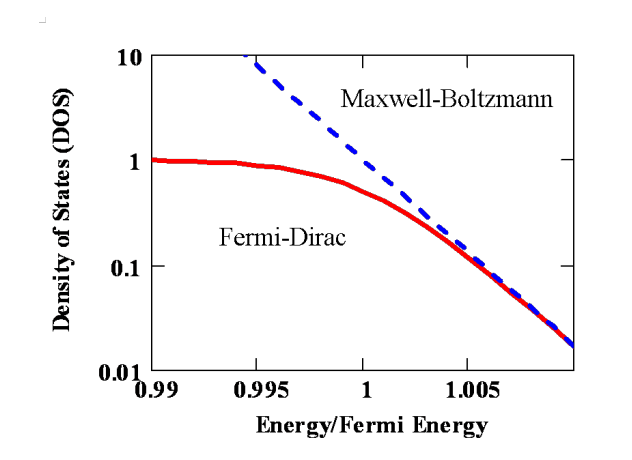 10
Maxwell-Boltzmann
1
Fermi-Dirac
0.1
0.01
0.99 0.995 1 1.005
Energy/Fermi Energy
Density of States (DOS)